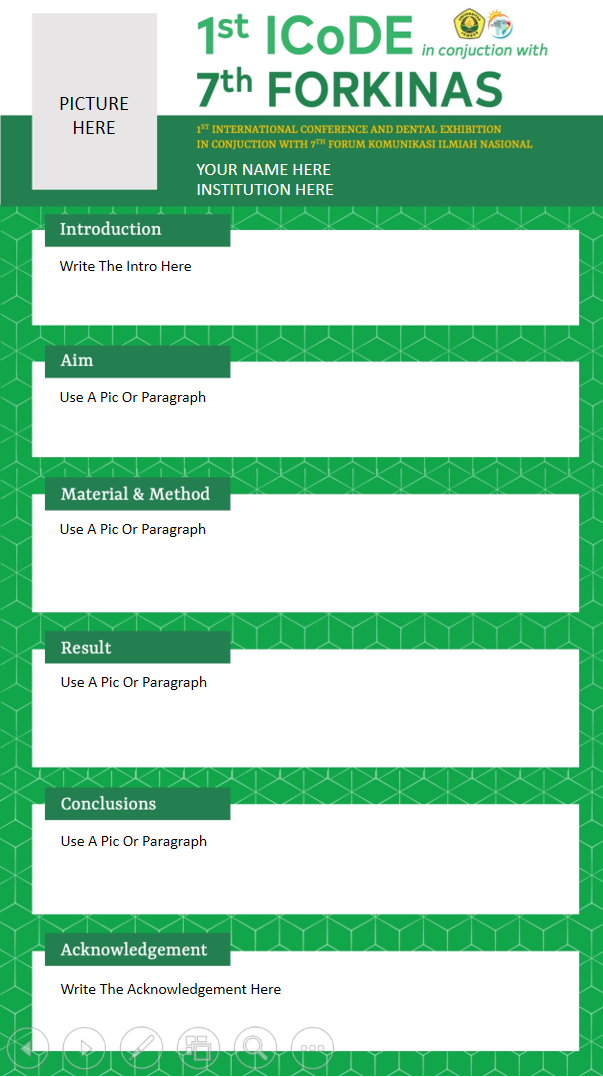 1st ICoDE in conjuction with
7th FORKINAS
PICTURE
HERE
1ST INTERNATIONAL CONFERENCE AND DENTAL EXHIBITION
IN CONJUCTION WITH 7TH FORUM KOMUNIKASI ILMIAH NASIONAL
YOUR NAME HERE
INSTITUTION HERE
Introduction
Write The Intro Here
Aim
Use A Pic Or Paragraph
Material & Method
Use A Pic Or Paragraph
Result
Use A Pic Or Paragraph
Conclusions
Use A Pic Or Paragraph
Acknowledgement
Write The Acknowledgement Here